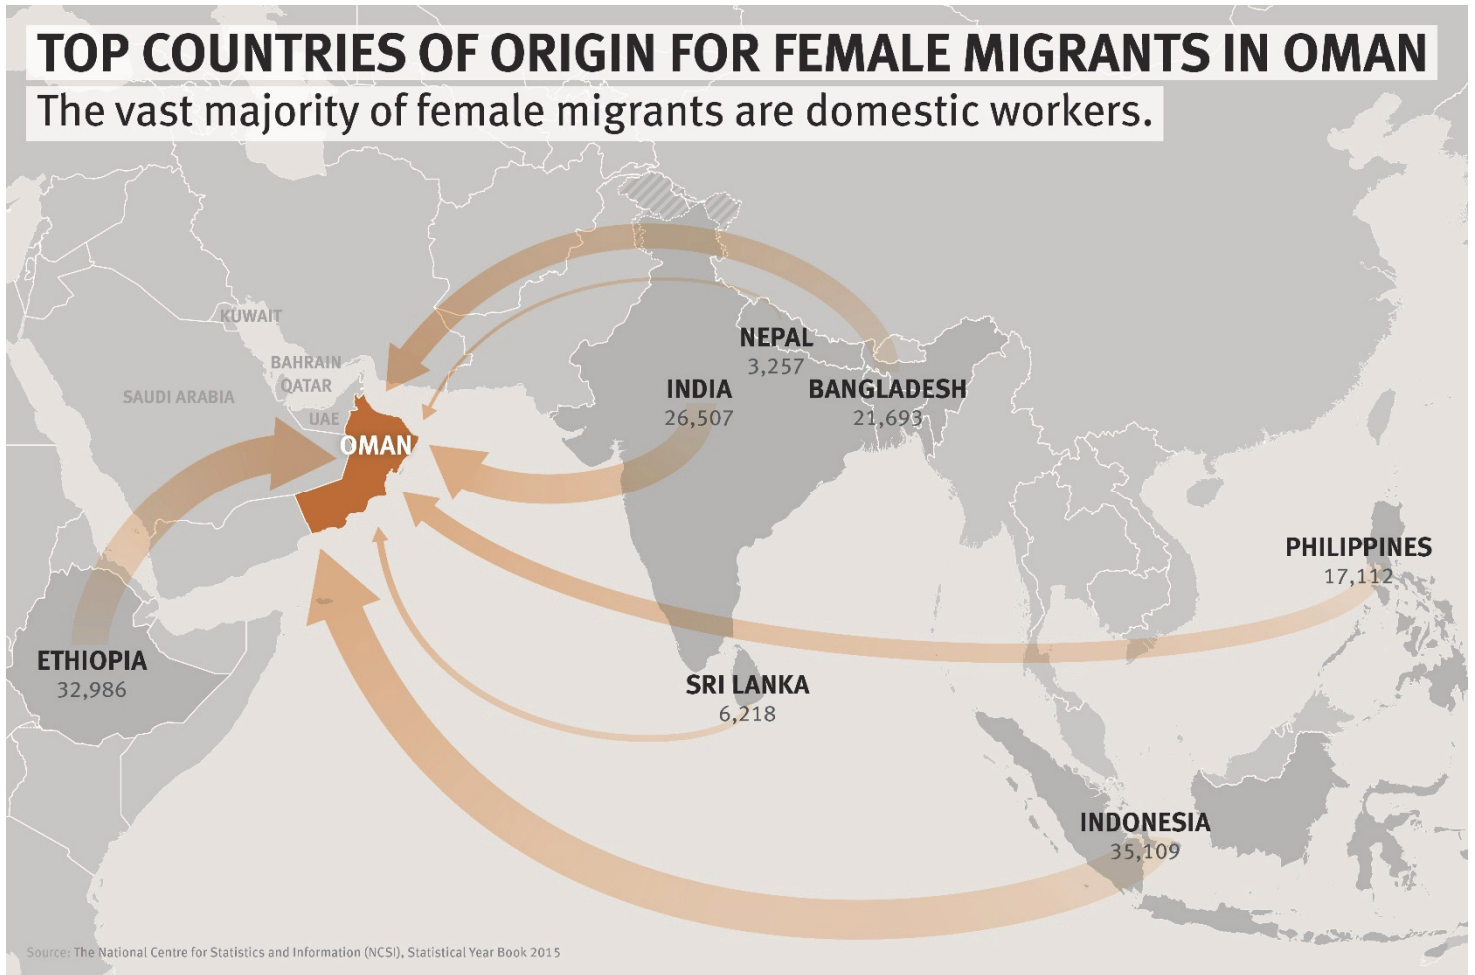 TOP COUNTRIES OF ORIGIN FOR FEMALE MIGRANTS IN OMAN
The vast majority of female migrants are domestic workers.
KUWAIT
BAHRAIN
QATAR
SAUDI ARABIA
UAE
OMAN
NEPAL
3,257
INDIA
26,507
BANGLADESH
21,693
PHILIPPINES
17,112
ETHIOPIA
32,986
SRI LANKA
6,218
INDONESIA
35,109
Source: The National Centre for Statistics and Information (NCSI), Statistical Year Book 2015